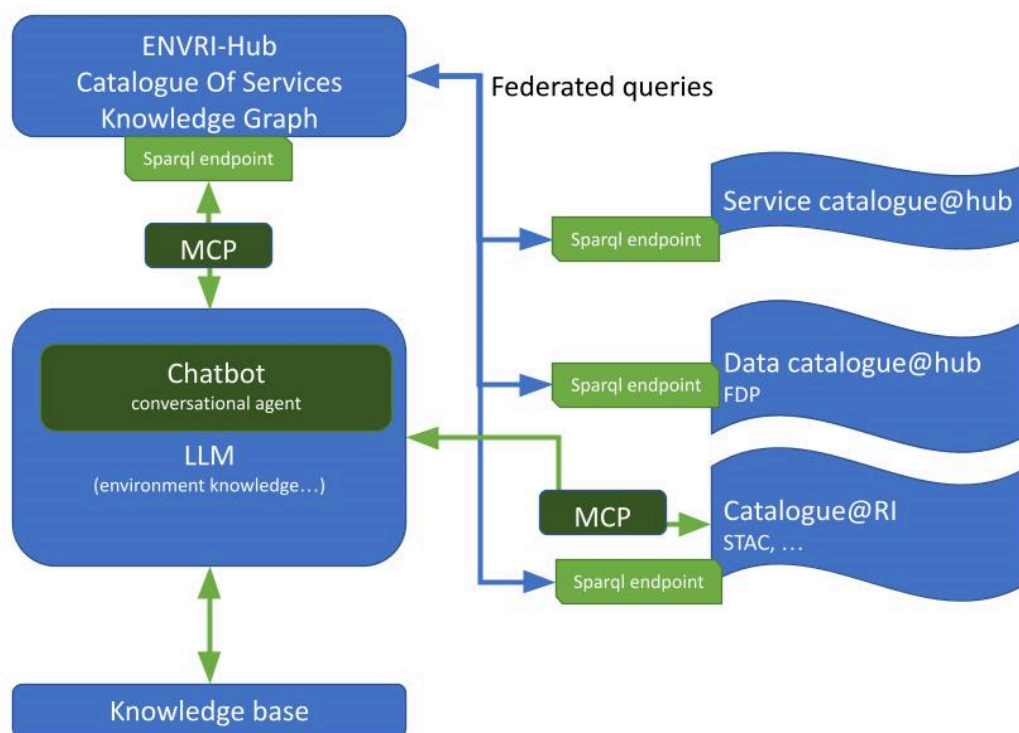 ENVRI-Hub
Catalogue Of Services
Knowledge Graph
Sparql endpoint
Federated queries
MCP
Service catalogue@hub
Sparql endpoint
Chatbot
conversational agent
LLM
(environment knowledge…)
Data catalogue@hub
FDP
Sparql endpoint
MCP
Catalogue@RI
STAC, …
Sparql endpoint
Knowledge base